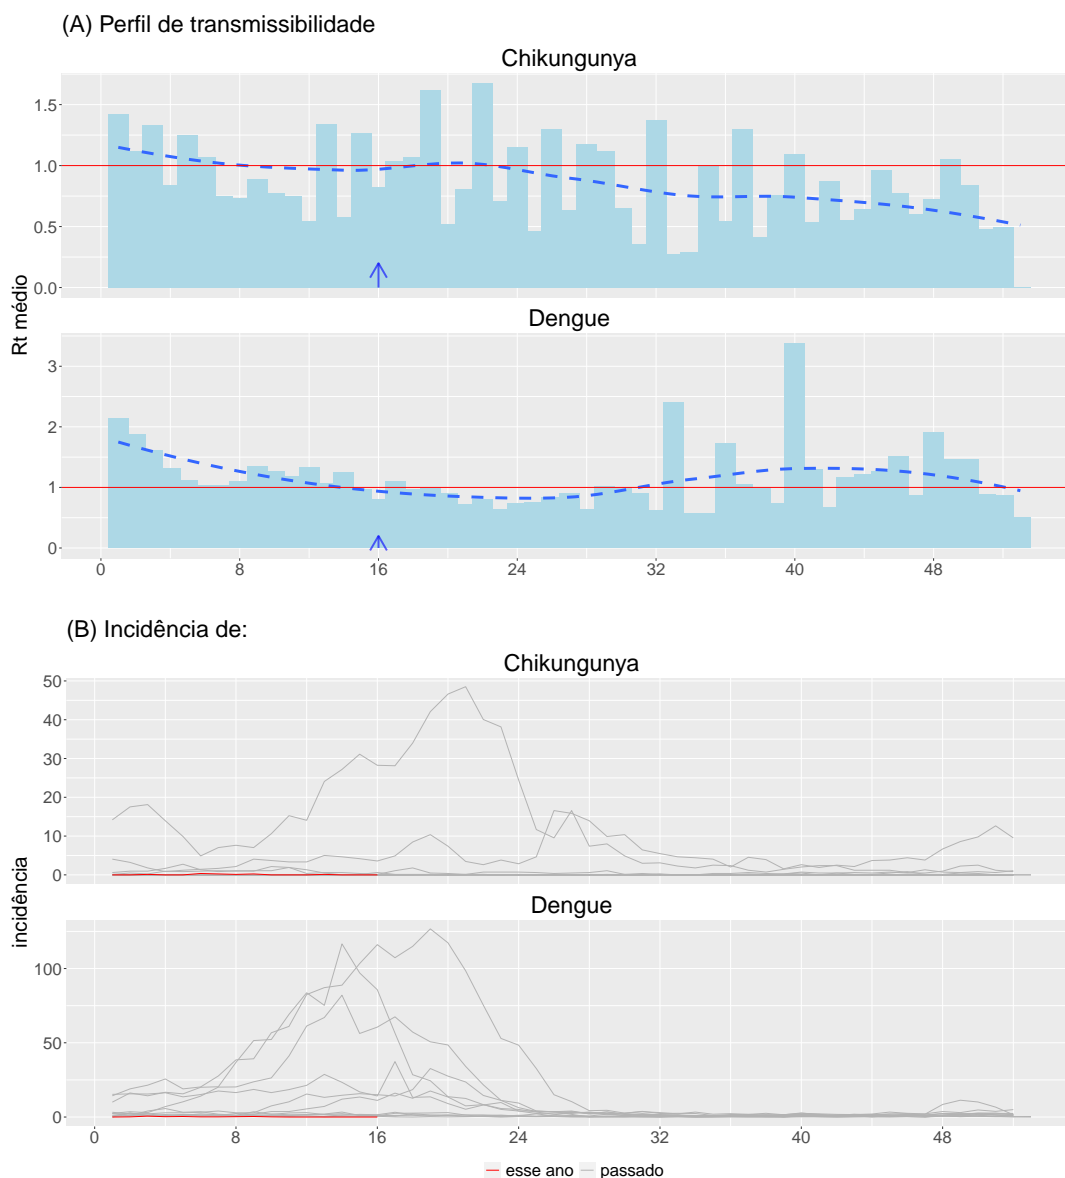 (A) Perfil de transmissibilidade
Chikungunya
1.5
1.0
0.5
0.0
Rt médio
Dengue
3
2
1
0
0 8 16 24 32 40 48
(B) Incidência de:
Chikungunya
50
40
30
20
10
0
incidência
Dengue
100
50
0
0 8 16 24 32 40 48
esse ano passado